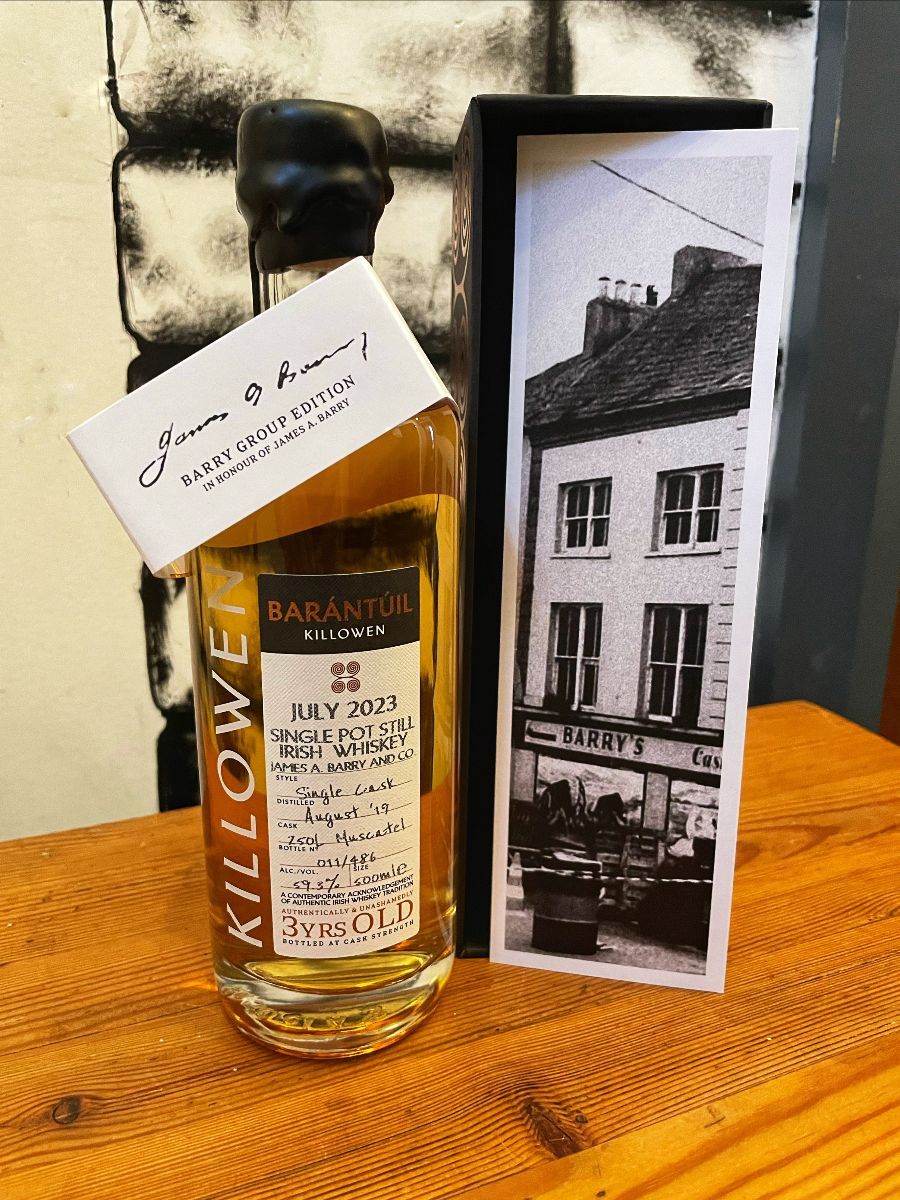 James A Barry
BARRY GROUP EDITION
IN HONOUR OF JAMES A. BARRY
KILLOWEN
BARÁNTÚIL
KILLOWEN
JULY 2023
SINGLE POT STILL
IRISH WHISKEY
JAMES A. BARRY AND CO.
STYLE
Single Cask
DISTILLED
August '19
CASK
250L Muscatel
BOTTLE Nº
011/486
ALC./VOL. SIZE
59.3% 500mle
A CONTEMPORARY ACKNOWLEDGEMENT
OF AUTHENTIC IRISH WHISKEY TRADITION
AUTHENTICALLY & UNASHAMEDLY
3YRS OLD
BOTTLED AT CASK STRENGTH
BARRY'S Cas